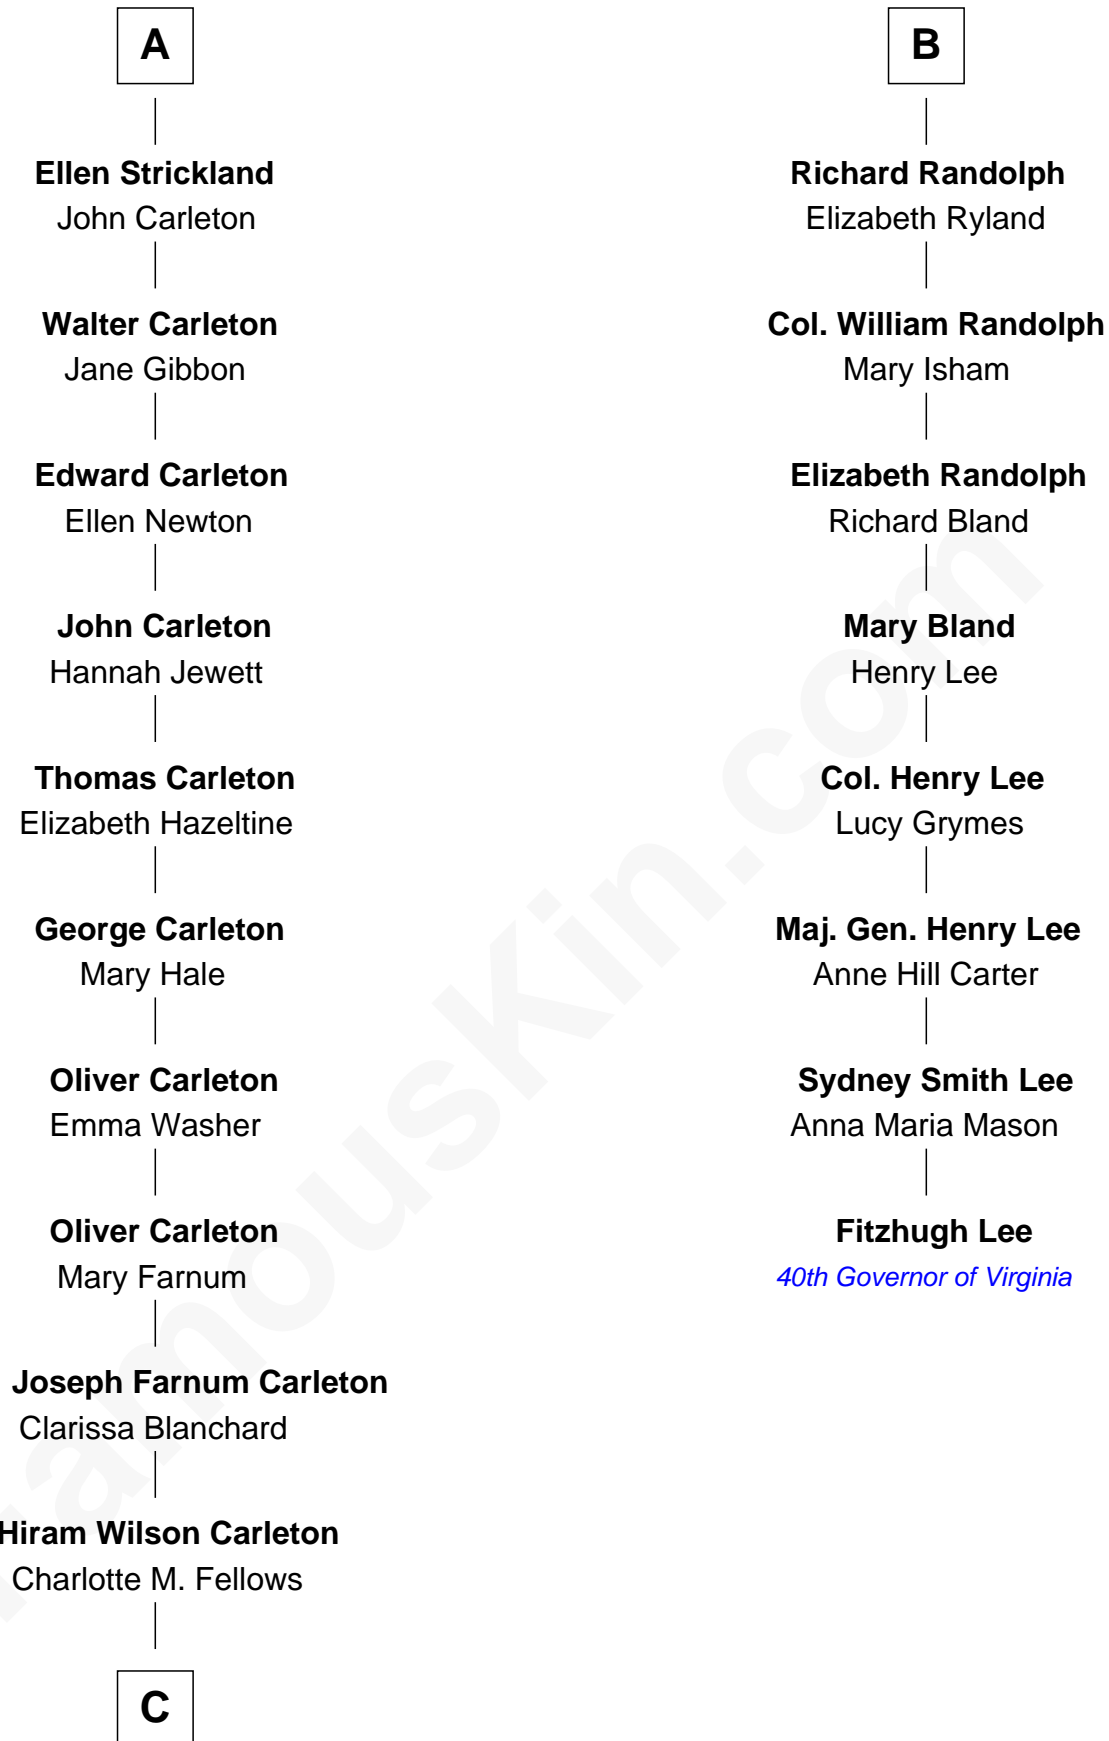 A
Ellen Strickland
John Carleton
Walter Carleton
Jane Gibbon
Edward Carleton
Ellen Newton
John Carleton
Hannah Jewett
Thomas Carleton
Elizabeth Hazeltine
George Carleton
Mary Hale
Oliver Carleton
Emma Washer
Oliver Carleton
Mary Farnum
Joseph Farnum Carleton
Clarissa Blanchard
Hiram Wilson Carleton
Charlotte M. Fellows
C
B
Richard Randolph
Elizabeth Ryland
Col. William Randolph
Mary Isham
Elizabeth Randolph
Richard Bland
Mary Bland
Henry Lee
Col. Henry Lee
Lucy Grymes
Maj. Gen. Henry Lee
Anne Hill Carter
Sydney Smith Lee
Anna Maria Mason
Fitzhugh Lee
40th Governor of Virginia
FamousKin.com